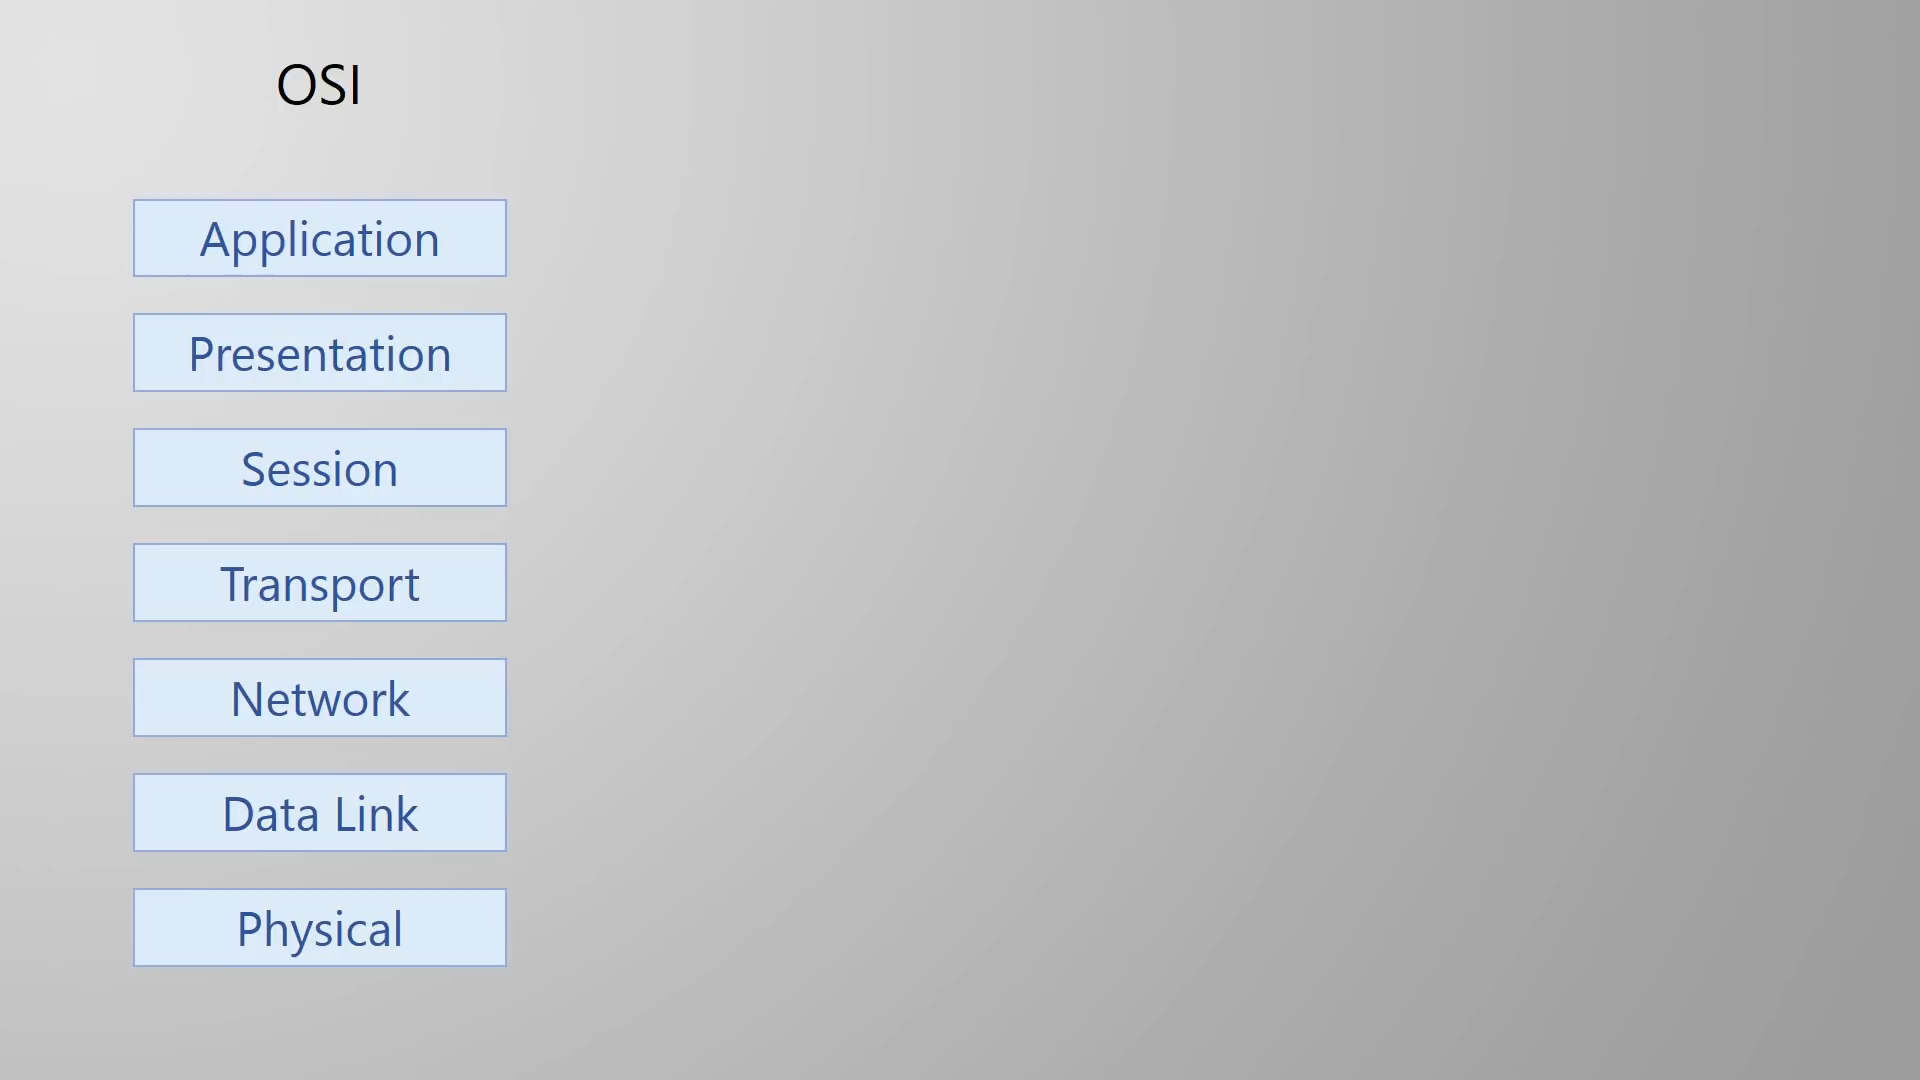 OSI
Application
Presentation
Session
Transport
Network
Data Link
Physical